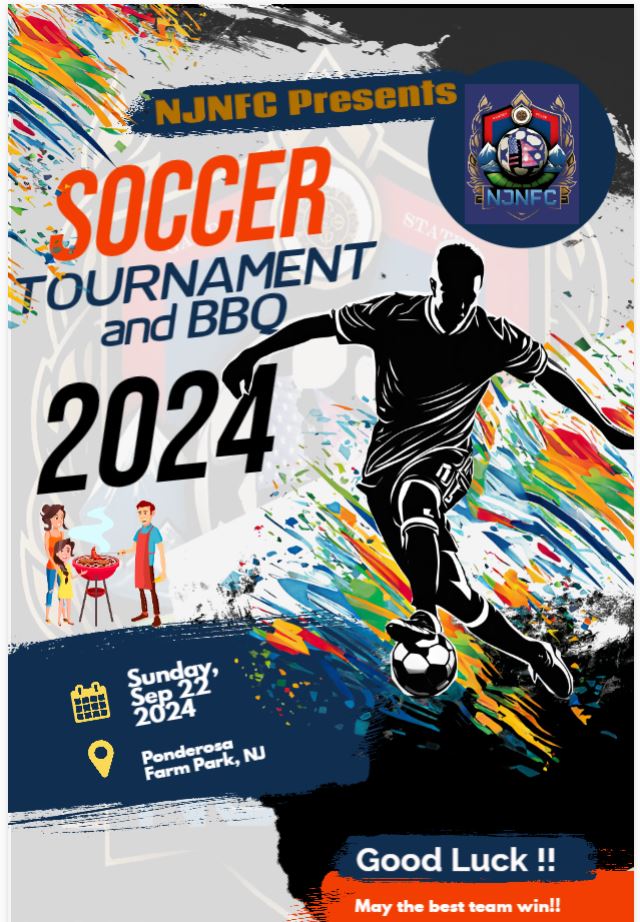 NJNFC Presents
NJNFC
SOCCER
TOURNAMENT
and BBQ
2024
Sunday,
Sep 22
2024
Ponderosa
Farm Park, NJ
Good Luck !!
May the best team win!!